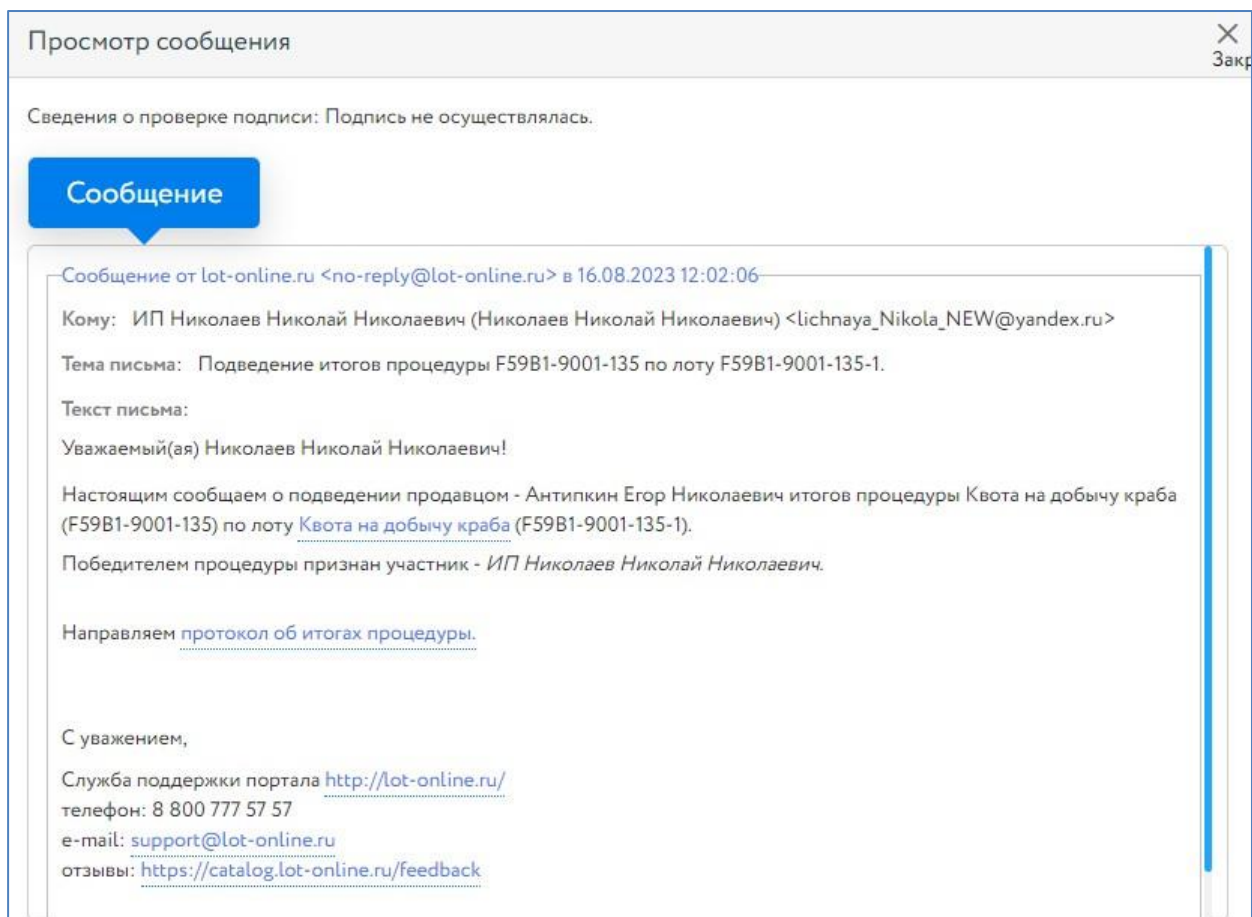 Просмотр сообщения
Закр
Сведения о проверке подписи: Подпись не осуществлялась.
Сообщение
Сообщение от lot-online.ru <no-reply@lot-online.ru> в 16.08.2023 12:02:06
Кому: ИП Николаев Николай Николаевич (Николаев Николай Николаевич) <lichnaya_Nikola_NEW@yandex.ru>
Тема письма: Подведение итогов процедуры F59B1-9001-135 по лоту F59B1-9001-135-1.
Текст письма:
Уважаемый(ая) Николаев Николай Николаевич!
Настоящим сообщаем о подведении продавцом - Антипкин Егор Николаевич итогов процедуры Квота на добычу краба
(F59B1-9001-135) по лоту Квота на добычу краба (F59B1-9001-135-1).
Победителем процедуры признан участник - ИП Николаев Николай Николаевич.
Направляем протокол об итогах процедуры.
С уважением,
Служба поддержки портала http://lot-online.ru/
телефон: 8 800 777 57 57
e-mail: support@lot-online.ru
отзывы: https://catalog.lot-online.ru/feedback